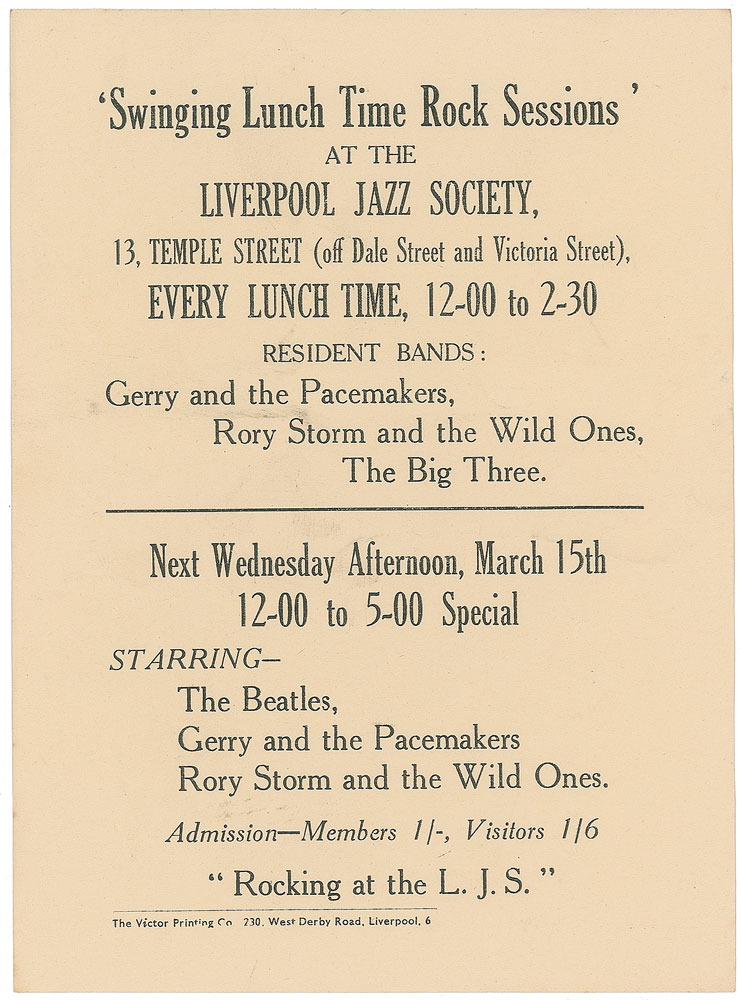 ‘Swinging Lunch Time Rock Sessions’
AT THE
LIVERPOOL JAZZ SOCIETY,
13, TEMPLE STREET (off Dale Street and Victoria Street),
EVERY LUNCH TIME, 12-00 to 2-30
RESIDENT BANDS:
Gerry and the Pacemakers,
Rory Storm and the Wild Ones,
The Big Three.
Next Wednesday Afternoon, March 15th
12-00 to 5-00 Special
STARRING—
The Beatles,
Gerry and the Pacemakers
Rory Storm and the Wild Ones.
Admission—Members 1/-, Visitors 1/6
“ Rocking at the L. J. S. ”
The Victor Printing Co 230, West Derby Road, Liverpool, 6